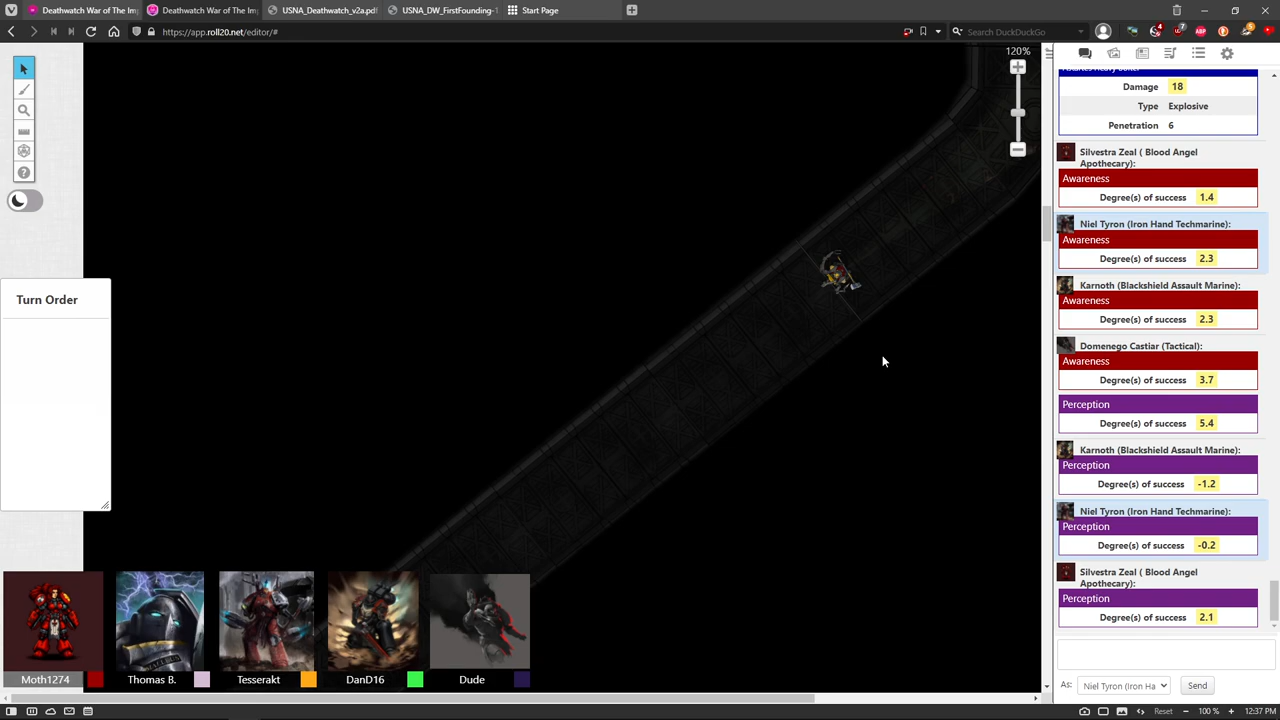 Deathwatch War of The Im
Deathwatch War of The Im
USNA_Deathwatch_v2a.pd
USNA_DW_FirstFounding-1
Start Page
https://app.roll20.net/editor/#
Search DuckDuckGo
120%
Damage 18
Type Explosive
Penetration 6
Silvestra Zeal ( Blood Angel
Apothecary):
Awareness
Degree(s) of success 1.4
Niel Tyron (Iron Hand Techmarine):
Awareness
Degree(s) of success 2.3
Karnoth (Blackshield Assault Marine):
Awareness
Degree(s) of success 2.3
Turn Order
Domenego Castiar (Tactical):
Awareness
Degree(s) of success 3.7
Perception
Degree(s) of success 5.4
Karnoth (Blackshield Assault Marine):
Perception
Degree(s) of success -1.2
Niel Tyron (Iron Hand Techmarine):
Perception
Degree(s) of success -0.2
Silvestra Zeal ( Blood Angel
Apothecary):
Perception
Degree(s) of success 2.1
Moth1274
Thomas B.
Tesserakt
DanD16
Dude
As: Niel Tyron (Iron Ha
Send
Reset
100 %
12:37 PM